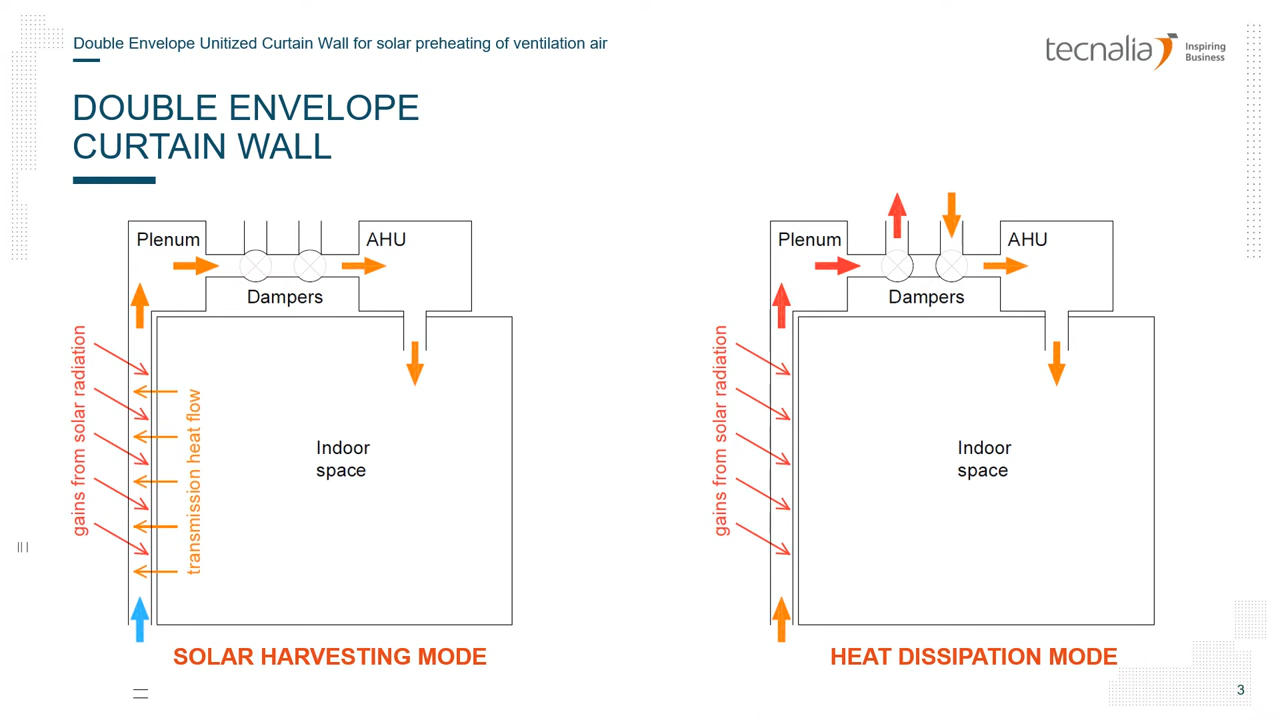 Double Envelope Unitized Curtain Wall for solar preheating of ventilation air
tecnalia
Inspiring
Business
DOUBLE ENVELOPE
CURTAIN WALL
Plenum
AHU
Dampers
gains from solar radiation
transmission heat flow
Indoor
space
SOLAR HARVESTING MODE
Plenum
AHU
Dampers
gains from solar radiation
Indoor
space
HEAT DISSIPATION MODE
3